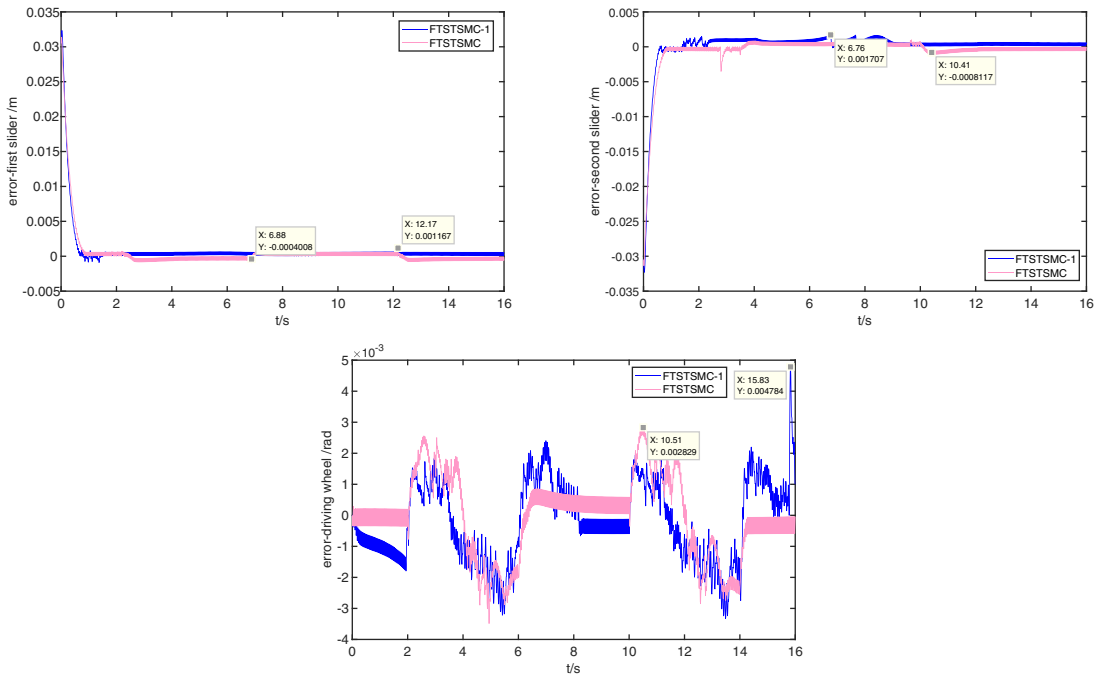 0.035
0.03
0.025
0.02
0.015
0.01
0.005
0
-0.005
error-first slider /m
0 2 4 6 8 10 12 14 16
t/s
FTSTSMC-1
FTSTSMC
X: 6.88
Y: -0.0004008
X: 12.17
Y: 0.001167
0.005
0
-0.005
-0.01
-0.015
-0.02
-0.025
-0.03
-0.035
error-second slider /m
0 2 4 6 8 10 12 14 16
t/s
X: 6.76
Y: 0.001707
X: 10.41
Y: -0.0008117
FTSTSMC-1
FTSTSMC
×10⁻³
5
4
3
2
1
0
-1
-2
-3
-4
error-driving wheel /rad
0 2 4 6 8 10 12 14 16
t/s
FTSTSMC-1
FTSTSMC
X: 15.83
Y: 0.004784
X: 10.51
Y: 0.002829